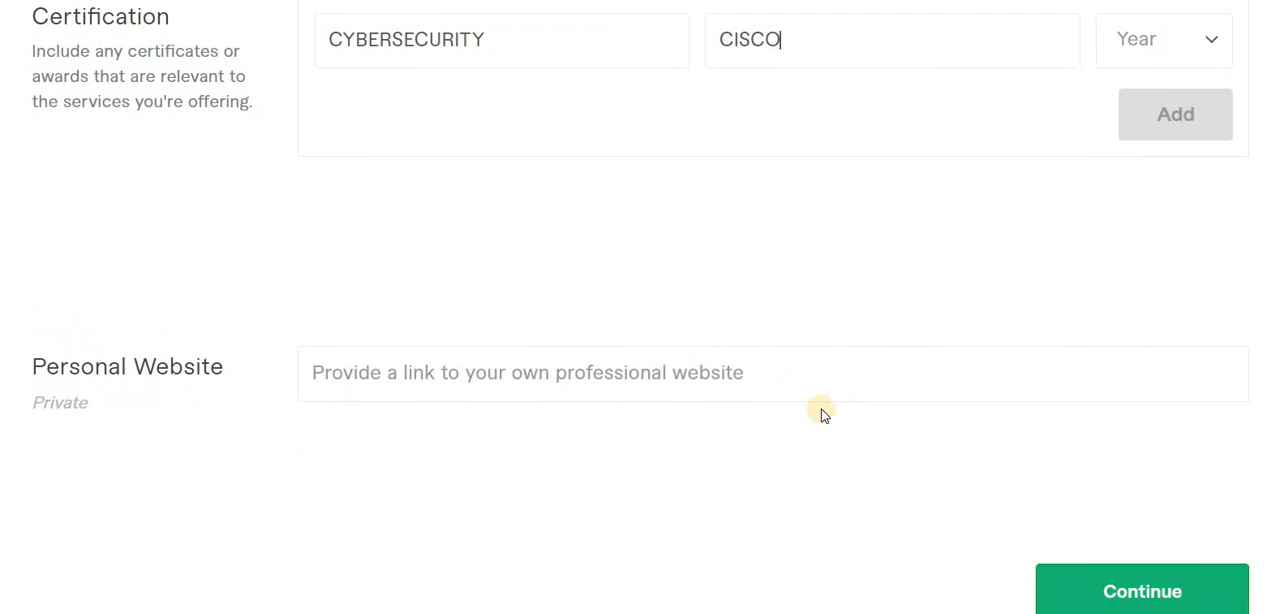 Certification
Include any certificates or
awards that are relevant to
the services you're offering.
CYBERSECURITY
CISCO
Year
Add
Personal Website
Private
Provide a link to your own professional website
Continue